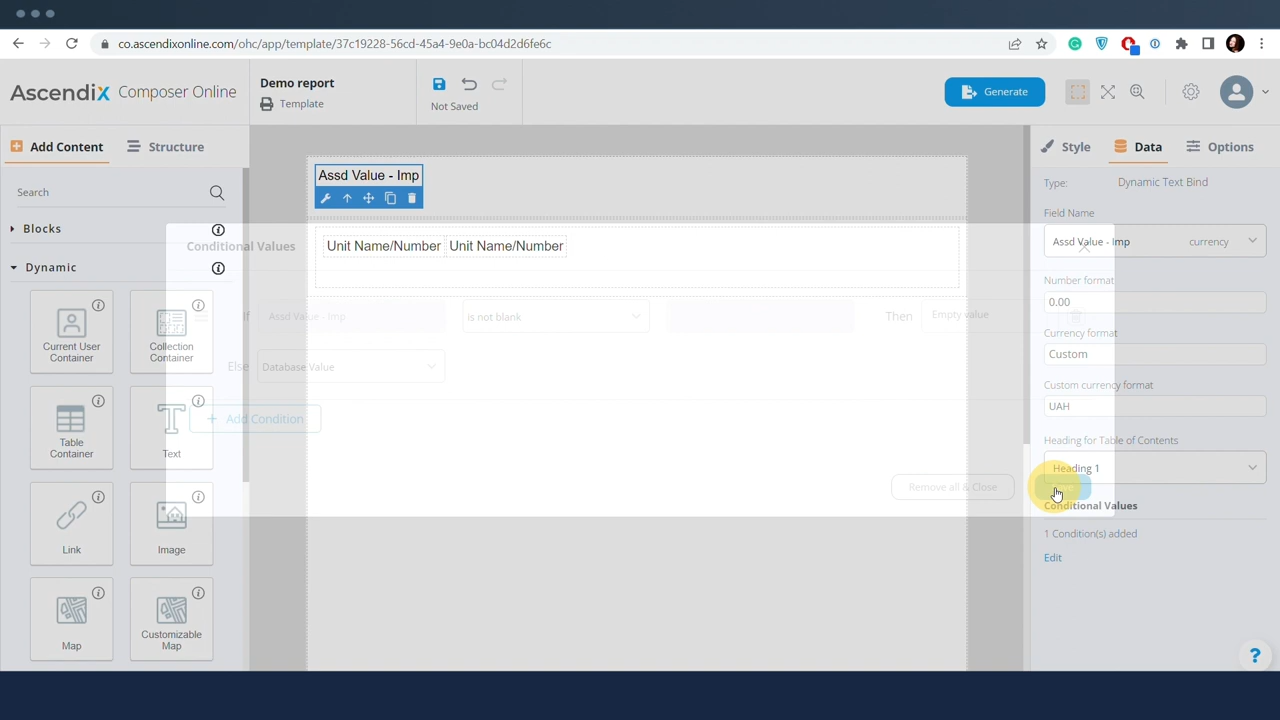 co.ascendixonline.com/ohc/app/template/37c19228-56cd-45a4-9e0a-bc04d2d6fe6c
Ascendix Composer Online
Demo report
Template
Not Saved
Generate
Add Content
Structure
Style
Data
Options
Search
Blocks
Dynamic
Current User
Container
Collection
Container
Table
Container
Text
Link
Image
Map
Customizable
Map
Assd Value - Imp
Unit Name/Number Unit Name/Number
Conditional Values
If
Assd Value - Imp
is not blank
Then
Empty value
Else
Database Value
+ Add Condition
Remove all & Close
Type:
Dynamic Text Bind
Field Name
Assd Value - Imp
currency
Number format
0.00
Currency format
Custom
Custom currency format
UAH
Heading for Table of Contents
Heading 1
Conditional Values
1 Condition(s) added
Edit
?